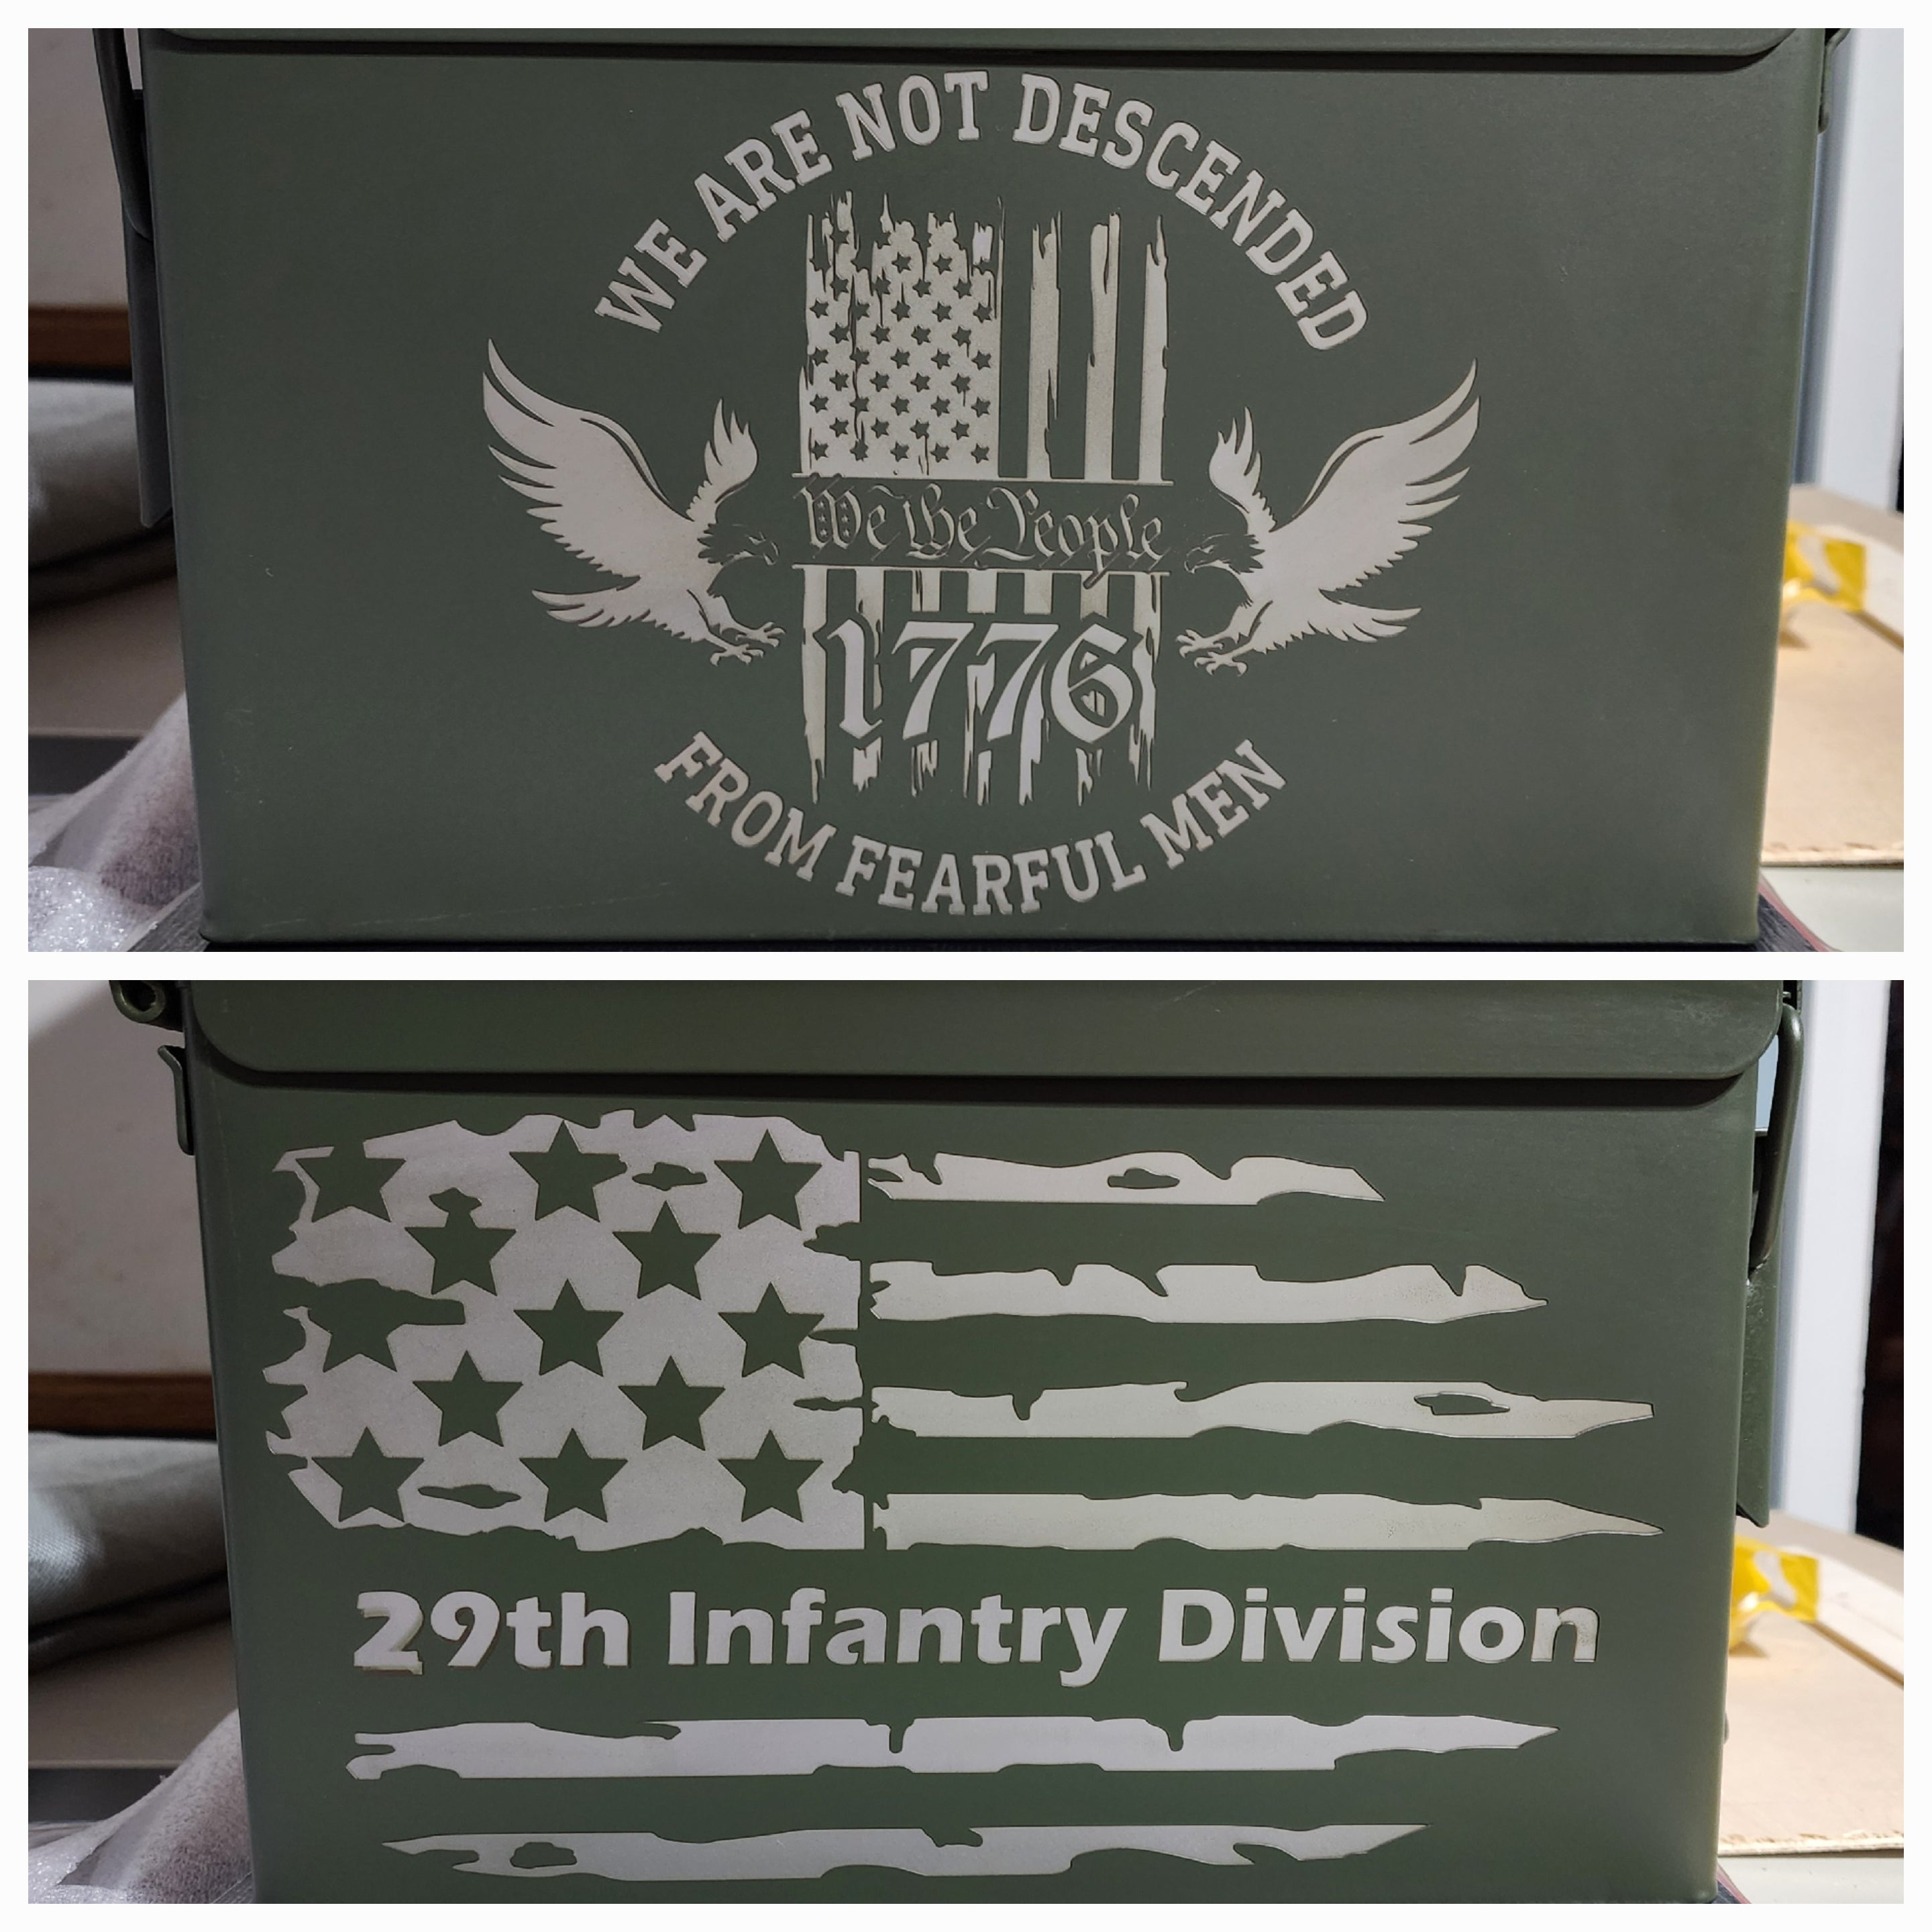 WE ARE NOT DESCENDED
We the People
1776
FROM FEARFUL MEN
29th Infantry Division